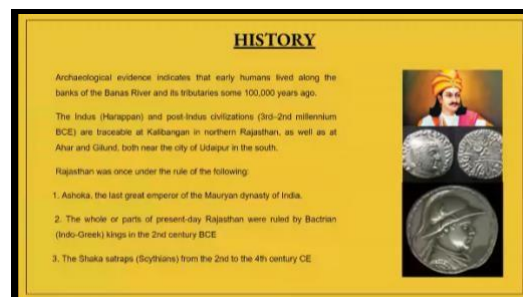 HISTORY
Archaeological evidence indicates that early humans lived along the
banks of the Banas River and its tributaries some 100,000 years ago.
The Indus (Harappan) and post-Indus civilizations (3rd–2nd millennium
BCE) are traceable at Kalibangan in northern Rajasthan, as well as at
Ahar and Gilund, both near the city of Udaipur in the south.
Rajasthan was once under the rule of the following:
1. Ashoka, the last great emperor of the Mauryan dynasty of India.
2. The whole or parts of present-day Rajasthan were ruled by Bactrian
(Indo-Greek) kings in the 2nd century BCE
3. The Shaka satraps (Scythians) from the 2nd to the 4th century CE